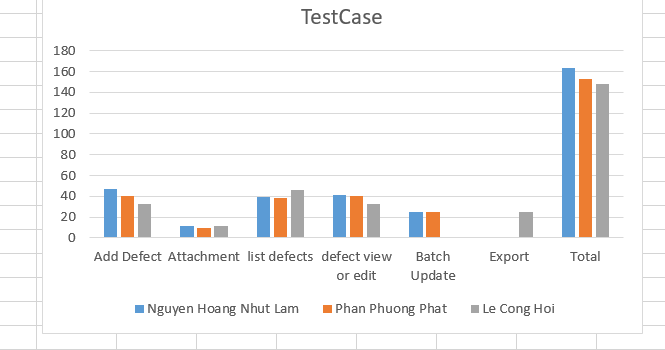 TestCase
180
160
140
120
100
80
60
40
20
0
Add Defect Attachment list defects defect view Batch Export Total
or edit Update
Nguyen Hoang Nhut Lam Phan Phuong Phat Le Cong Hoi